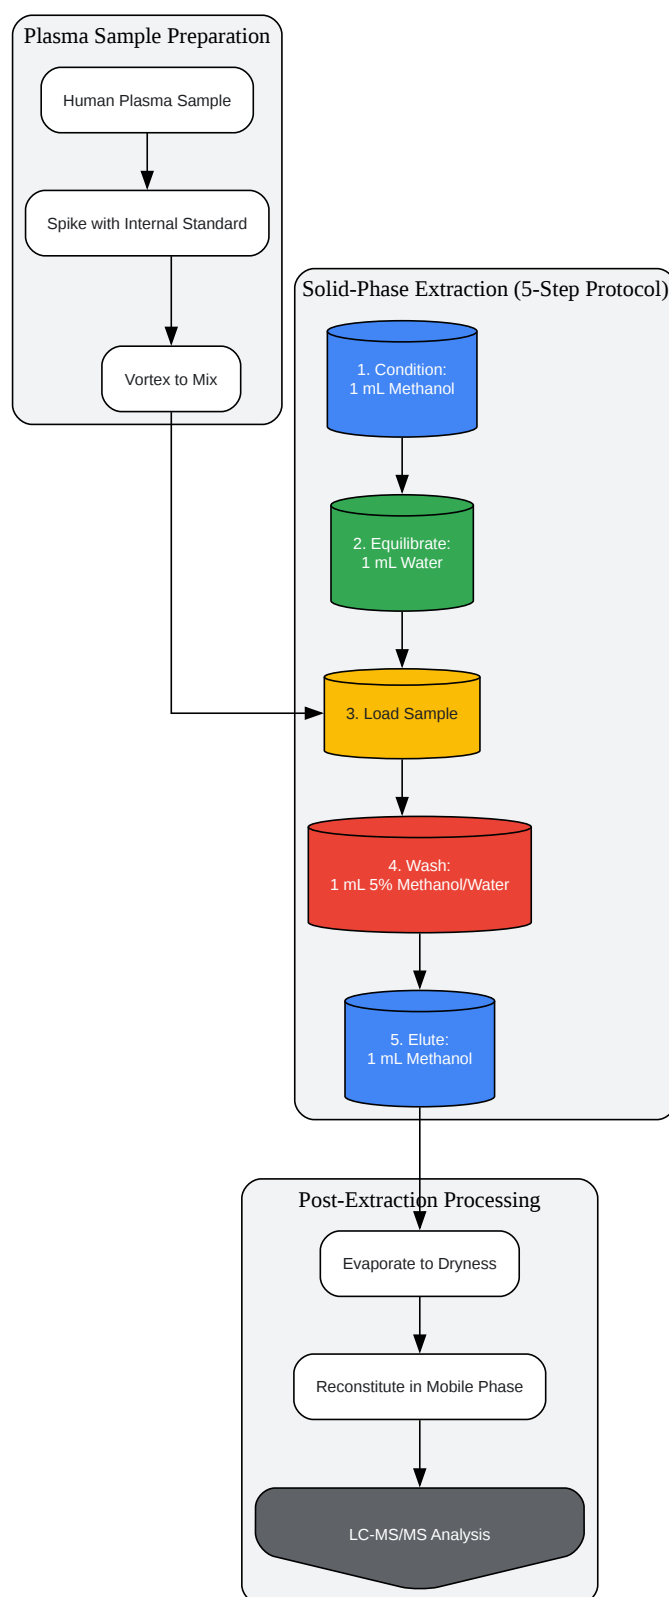 Plasma Sample Preparation
Human Plasma Sample
Spike with Internal Standard
Vortex to Mix
Solid-Phase Extraction (5-Step Protocol)
1. Condition:
1 mL Methanol
2. Equilibrate:
1 mL Water
3. Load Sample
4. Wash:
1 mL 5% Methanol/Water
5. Elute:
1 mL Methanol
Post-Extraction Processing
Evaporate to Dryness
Reconstitute in Mobile Phase
LC-MS/MS Analysis